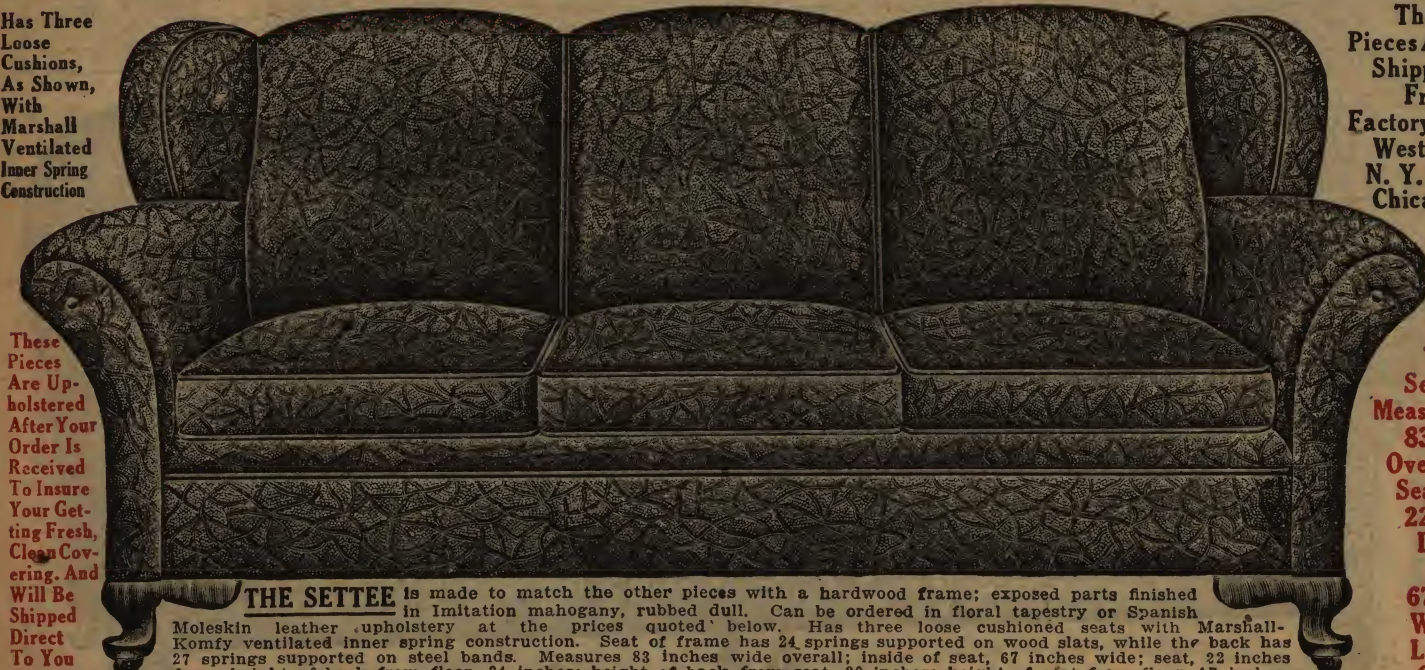 Has Three
Loose
Cushions,
As Shown,
With
Marshall
Ventilated
Inner Spring
Construction
These
Pieces
Are Up-
holstered
After Your
Order Is
Received
To Insure
Your Get-
ting Fresh,
Clean Cov-
ering. And
Will Be
Shipped
Direct
To You
Pieces
Factory
West
N. Y.
83
22
67
THE SETTEE Is made to match the other pieces with a hardwood frame; exposed parts finished
in Imitation mahogany, rubbed dull. Can be ordered in floral tapestry or Spanish
Moleskin leather upholstery at the prices quoted below. Has three loose cushioned seats with Marshall-
Komfy ventilated inner spring construction. Seat of frame has 24 springs supported on wood slats, while the back has
27 springs supported on steel bands. Measures 83 inches wide overall; inside of seat, 67 inches wide; seat, 22 inches